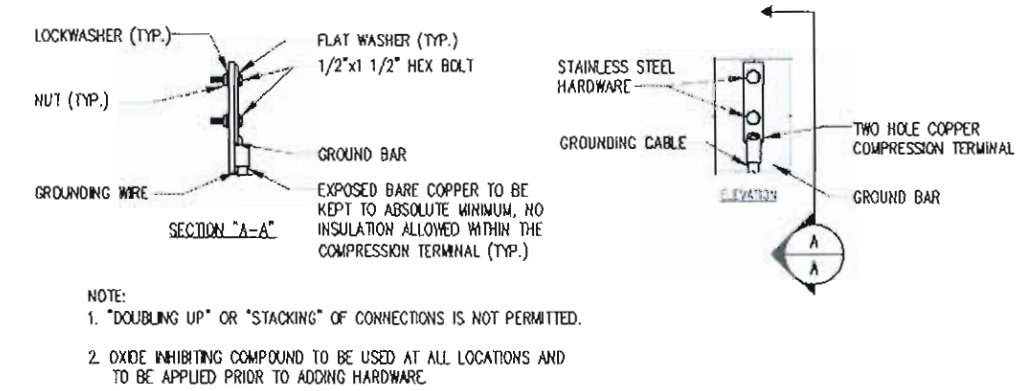 LOCKWASHER (TYP.)
NUT (TYP.)
GROUNDING WIRE
FLAT WASHER (TYP.)
1/2"x1 1/2" HEX BOLT
GROUND BAR
EXPOSED BARE COPPER TO BE
KEPT TO ABSOLUTE MINIMUM, NO
INSULATION ALLOWED WITHIN THE
COMPRESSION TERMINAL (TYP.)
SECTION "A-A"
STAINLESS STEEL
HARDWARE
GROUNDING CABLE
TWO HOLE COPPER
COMPRESSION TERMINAL
GROUND BAR
ELEVATION
A
A
NOTE:
1. "DOUBLING UP" OR "STACKING" OF CONNECTIONS IS NOT PERMITTED.
2. OXIDE INHIBITING COMPOUND TO BE USED AT ALL LOCATIONS AND
TO BE APPLIED PRIOR TO ADDING HARDWARE.